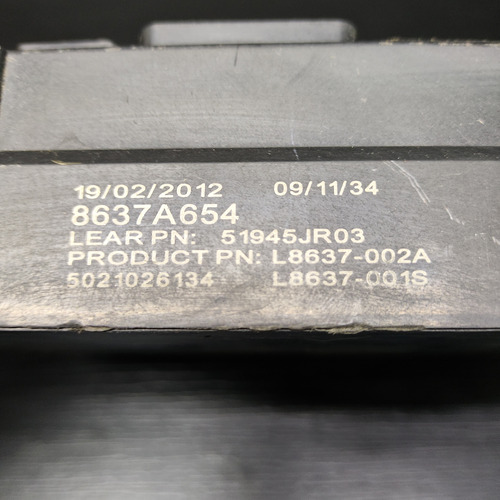 19/02/2012 09/11/34
8637A654
LEAR PN: 51945JR03
PRODUCT PN: L8637-002A
5021026134 L8637-001S